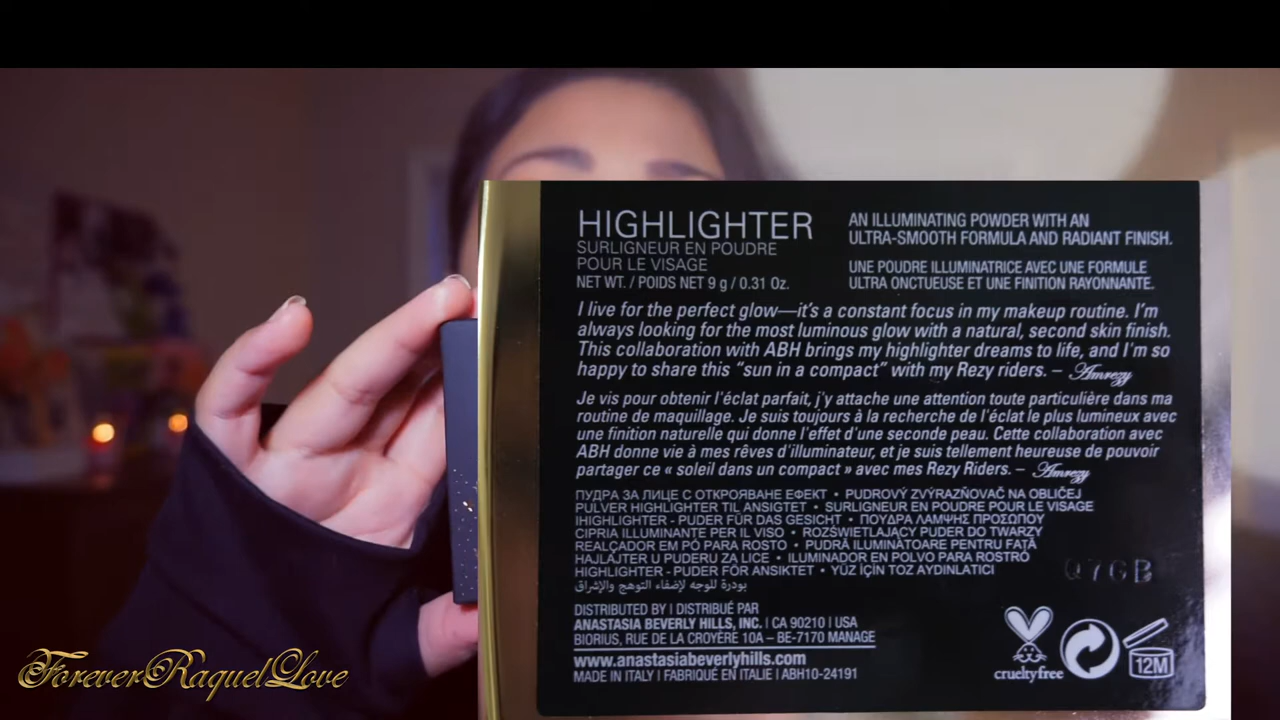 HIGHLIGHTER
SURLIGNEUR EN POUDRE
POUR LE VISAGE
NET WT. / POIDS NET 9 g / 0.31 Oz.
AN ILLUMINATING POWDER WITH AN
ULTRA-SMOOTH FORMULA AND RADIANT FINISH.
UNE POUDRE ILLUMINATRICE AVEC UNE FORMULE
ULTRA ONCTUEUSE ET UNE FINITION RAYONNANTE.
I live for the perfect glow—it's a constant focus in my makeup routine. I'm
always looking for the most luminous glow with a natural, second skin finish.
This collaboration with ABH brings my highlighter dreams to life, and I'm so
happy to share this “sun in a compact” with my Rezy riders. – Amrezy
Je vis pour obtenir l'éclat parfait, j'y attache une attention toute particulière dans ma
routine de maquillage. Je suis toujours à la recherche de l'éclat le plus lumineux avec
une finition naturelle qui donne l'effet d'une seconde peau. Cette collaboration avec
ABH donne vie à mes rêves d'illuminateur, et je suis tellement heureuse de pouvoir
partager ce « soleil dans un compact » avec mes Rezy Riders. – Amrezy
ПУДРА ЗА ЛИЦЕ С ОТКРОЯВАНЕ ЕФЕКТ • PUDROVÝ ZVÝRAZŇOVAČ NA OBLIČEJ
PULVER HIGHLIGHTER TIL ANSIGTET • SURLIGNEUR EN POUDRE POUR LE VISAGE
IHIGHLIGHTER - PUDER FÜR DAS GESICHT • ΠΟΥΔΡΑ ΛΑΜΨΗΣ ΠΡΟΣΩΠΟΥ
CIPRIA ILLUMINANTE PER IL VISO • ROZŚWIETLAJĄCY PUDER DO TWARZY
REALÇADOR EM PÓ PARA ROSTO • PUDRĂ ILUMINATOARE PENTRU FAȚĂ
HAJLAJTER U PUDERU ZA LICE • ILUMINADOR EN POLVO PARA ROSTRO
HIGHLIGHTER - PUDER FÖR ANSIKTET • YÜZ İÇİN TOZ AYDINLATICI
بودرة للوجه لإضفاء التوهج والإشراق
Q7GB
DISTRIBUTED BY | DISTRIBUÉ PAR
ANASTASIA BEVERLY HILLS, INC. | CA 90210 | USA
BIORIUS, RUE DE LA CROYÈRE 10A – BE-7170 MANAGE
www.anastasiabeverlyhills.com
MADE IN ITALY | FABRIQUÉ EN ITALIE | ABH10-24191
crueltyfree
12M
ForeverRaquelLove